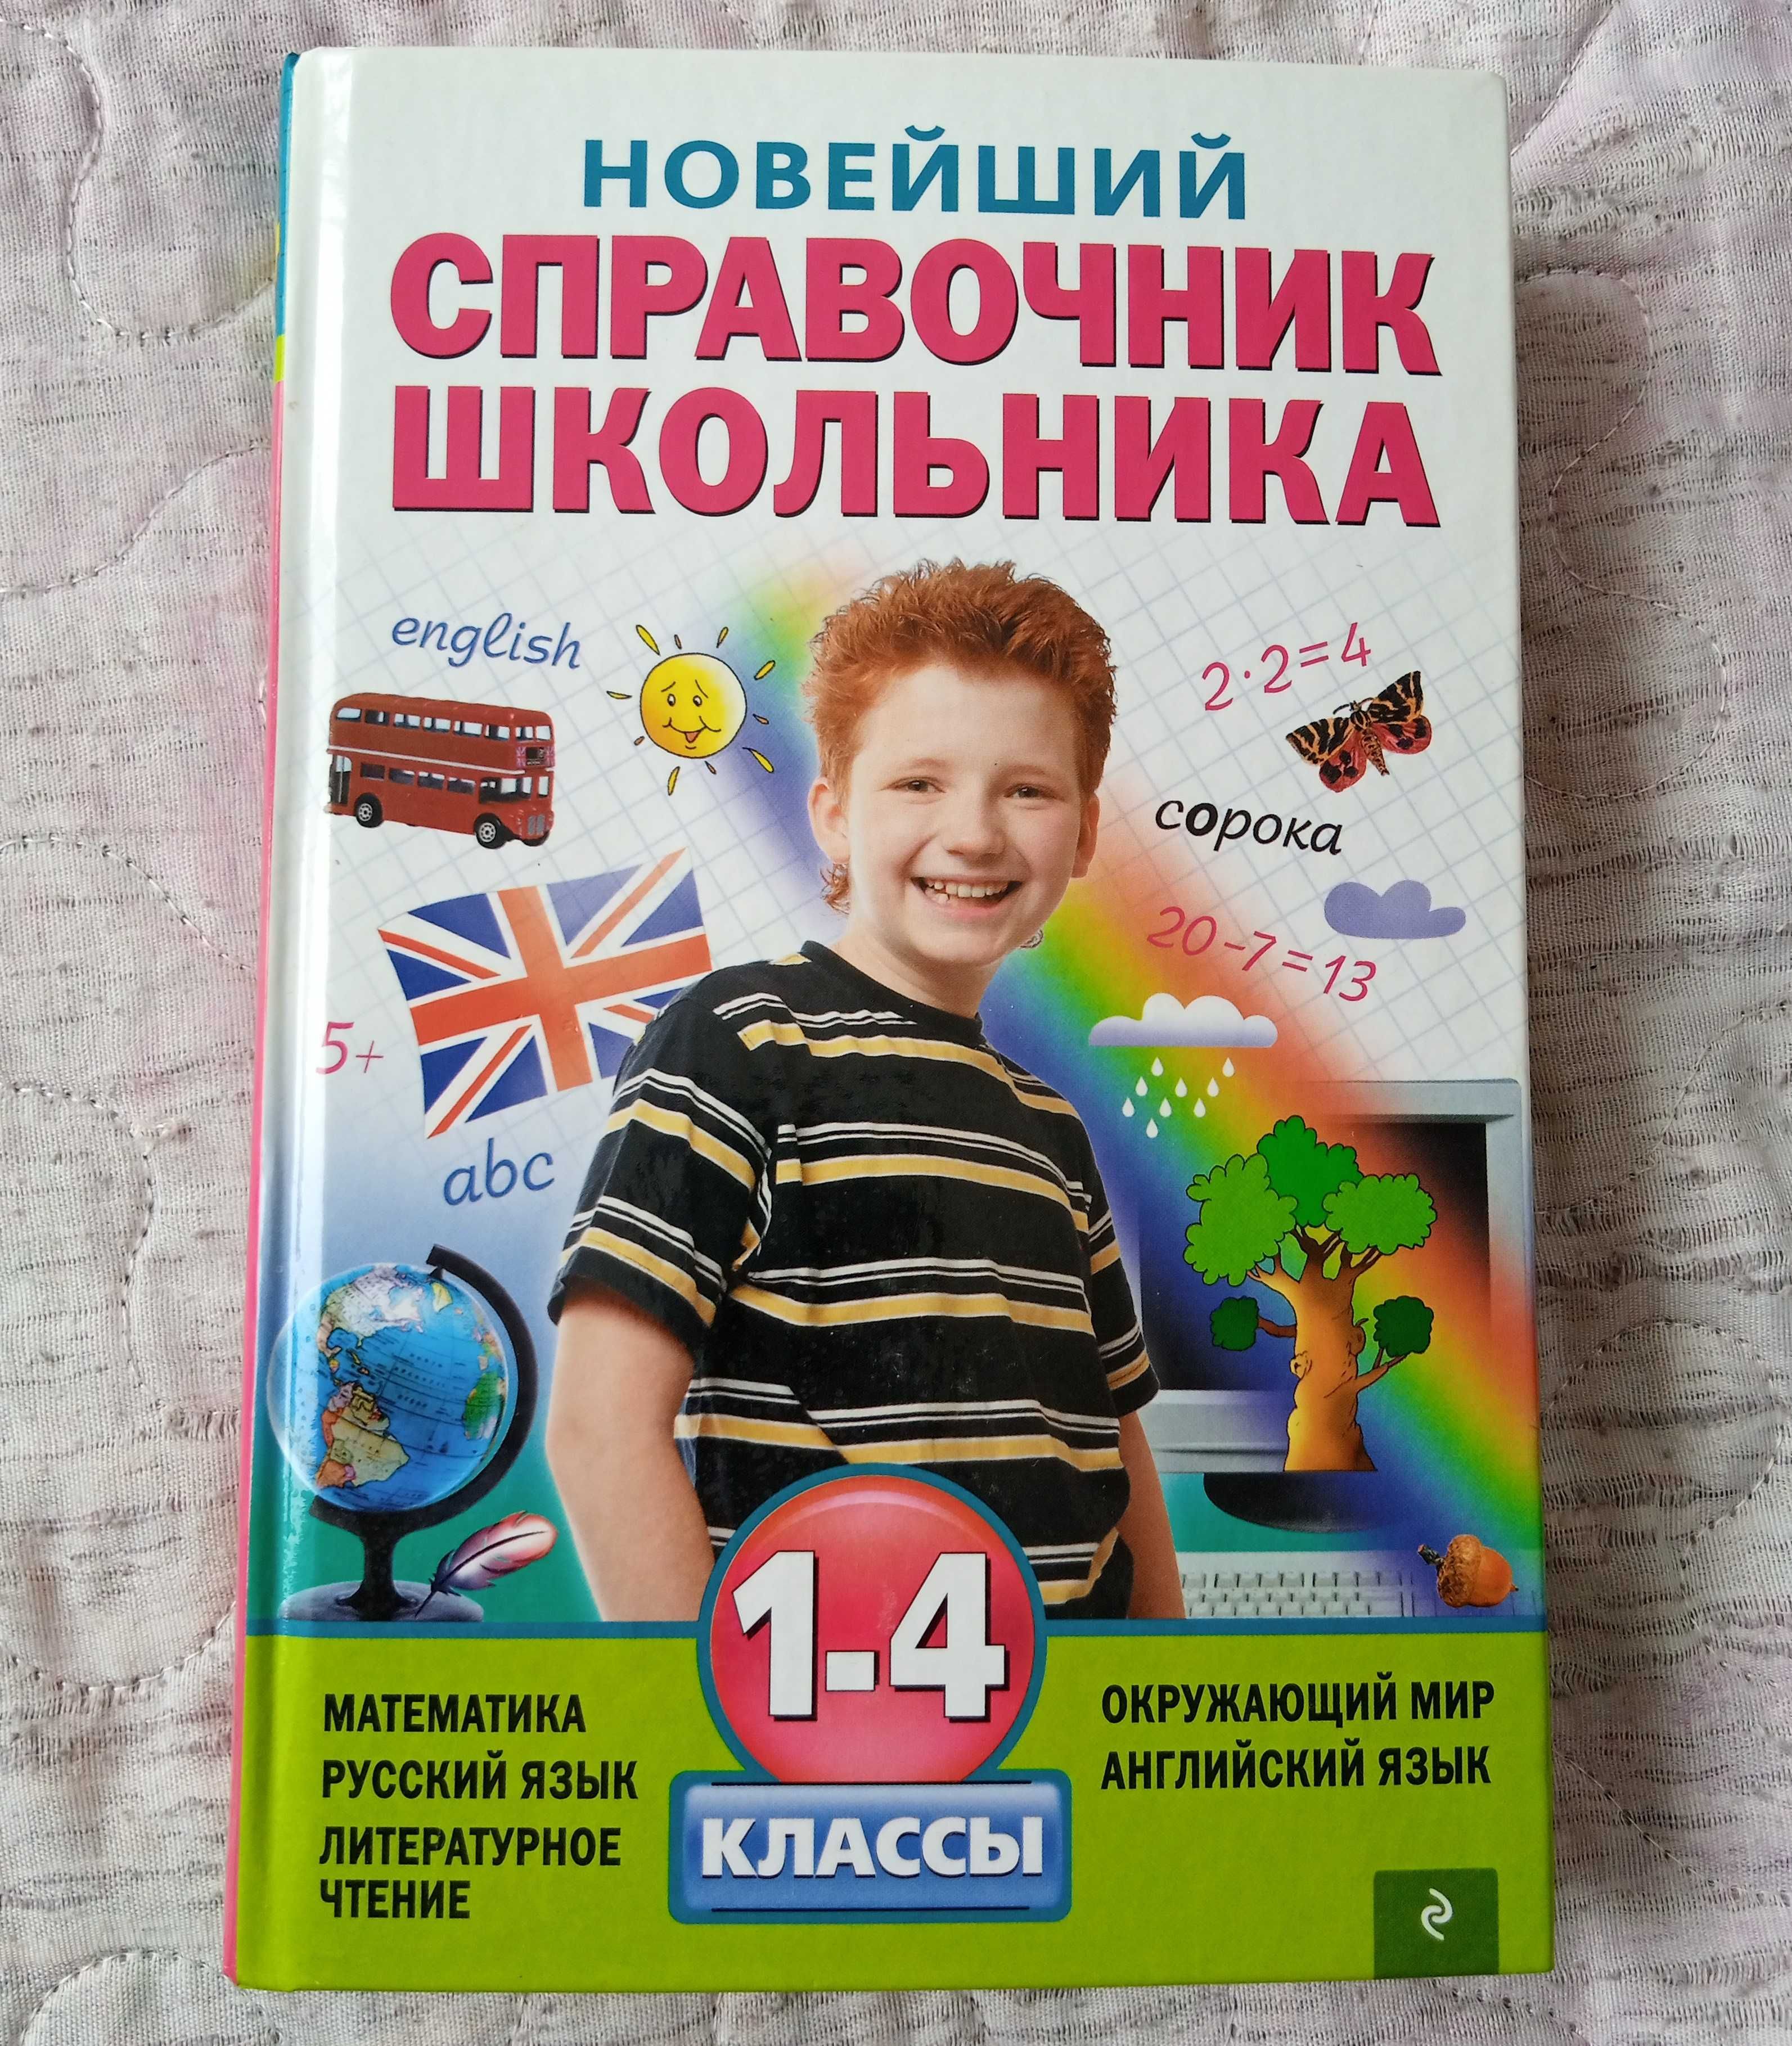 НОВЕЙШИЙ
СПРАВОЧНИК
ШКОЛЬНИКА
english
2·2=4
сорока
20-7=13
5+
abc
1-4
КЛАССЫ
МАТЕМАТИКА
РУССКИЙ ЯЗЫК
ЛИТЕРАТУРНОЕ
ЧТЕНИЕ
ОКРУЖАЮЩИЙ МИР
АНГЛИЙСКИЙ ЯЗЫК